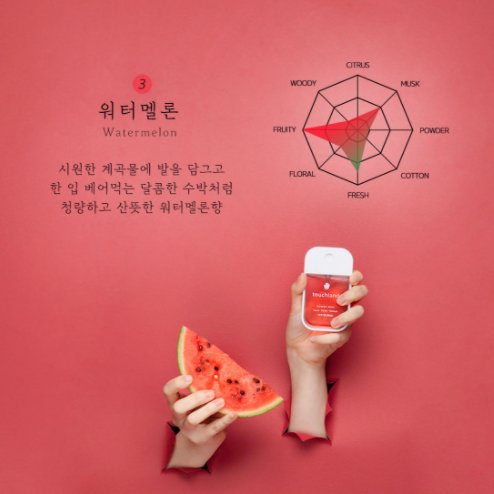 3
워터멜론
Watermelon
시원한 계곡물에 발을 담그고
한 입 베어먹는 달콤한 수박처럼
청량하고 산뜻한 워터멜론향
CITRUS
WOODY
MUSK
FRUITY
POWDER
FLORAL
COTTON
FRESH